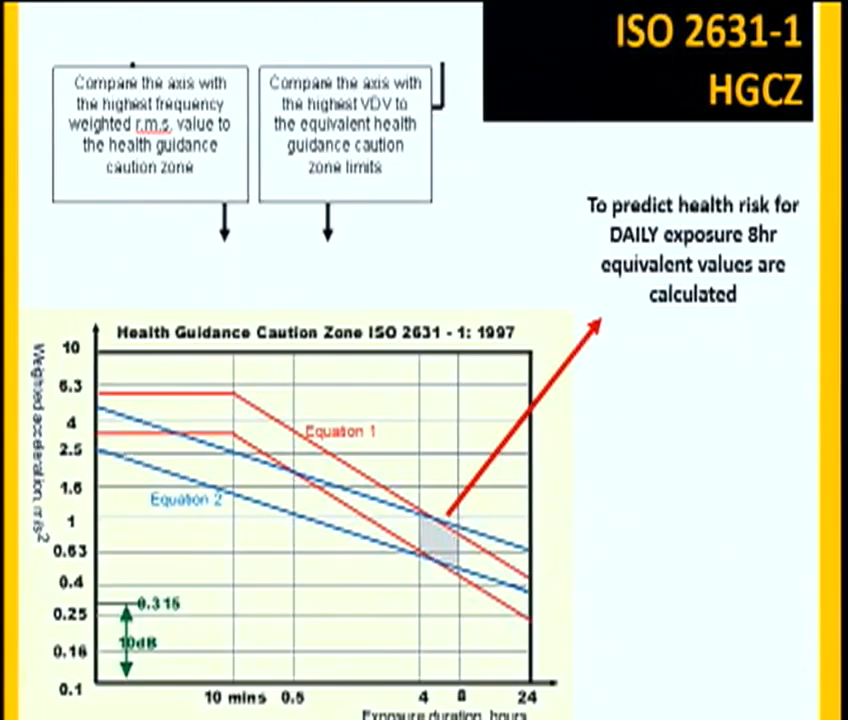 ISO 2631-1
HGCZ
Compare the axis with
the highest frequency
weighted r.m.s. value to
the health guidance
caution zone
Compare the axis with
the highest VDV to
the equivalent health
guidance caution
zone limits
To predict health risk for
DAILY exposure 8hr
equivalent values are
calculated
Health Guidance Caution Zone ISO 2631 - 1: 1997
Weighted acceleration, m/s2
10
6.3
4
2.5
1.6
1
0.63
0.4
0.25
0.16
0.1
Equation 1
Equation 2
0.315
10dB
10 mins 0.5 4 8 24
Exposure duration, hours